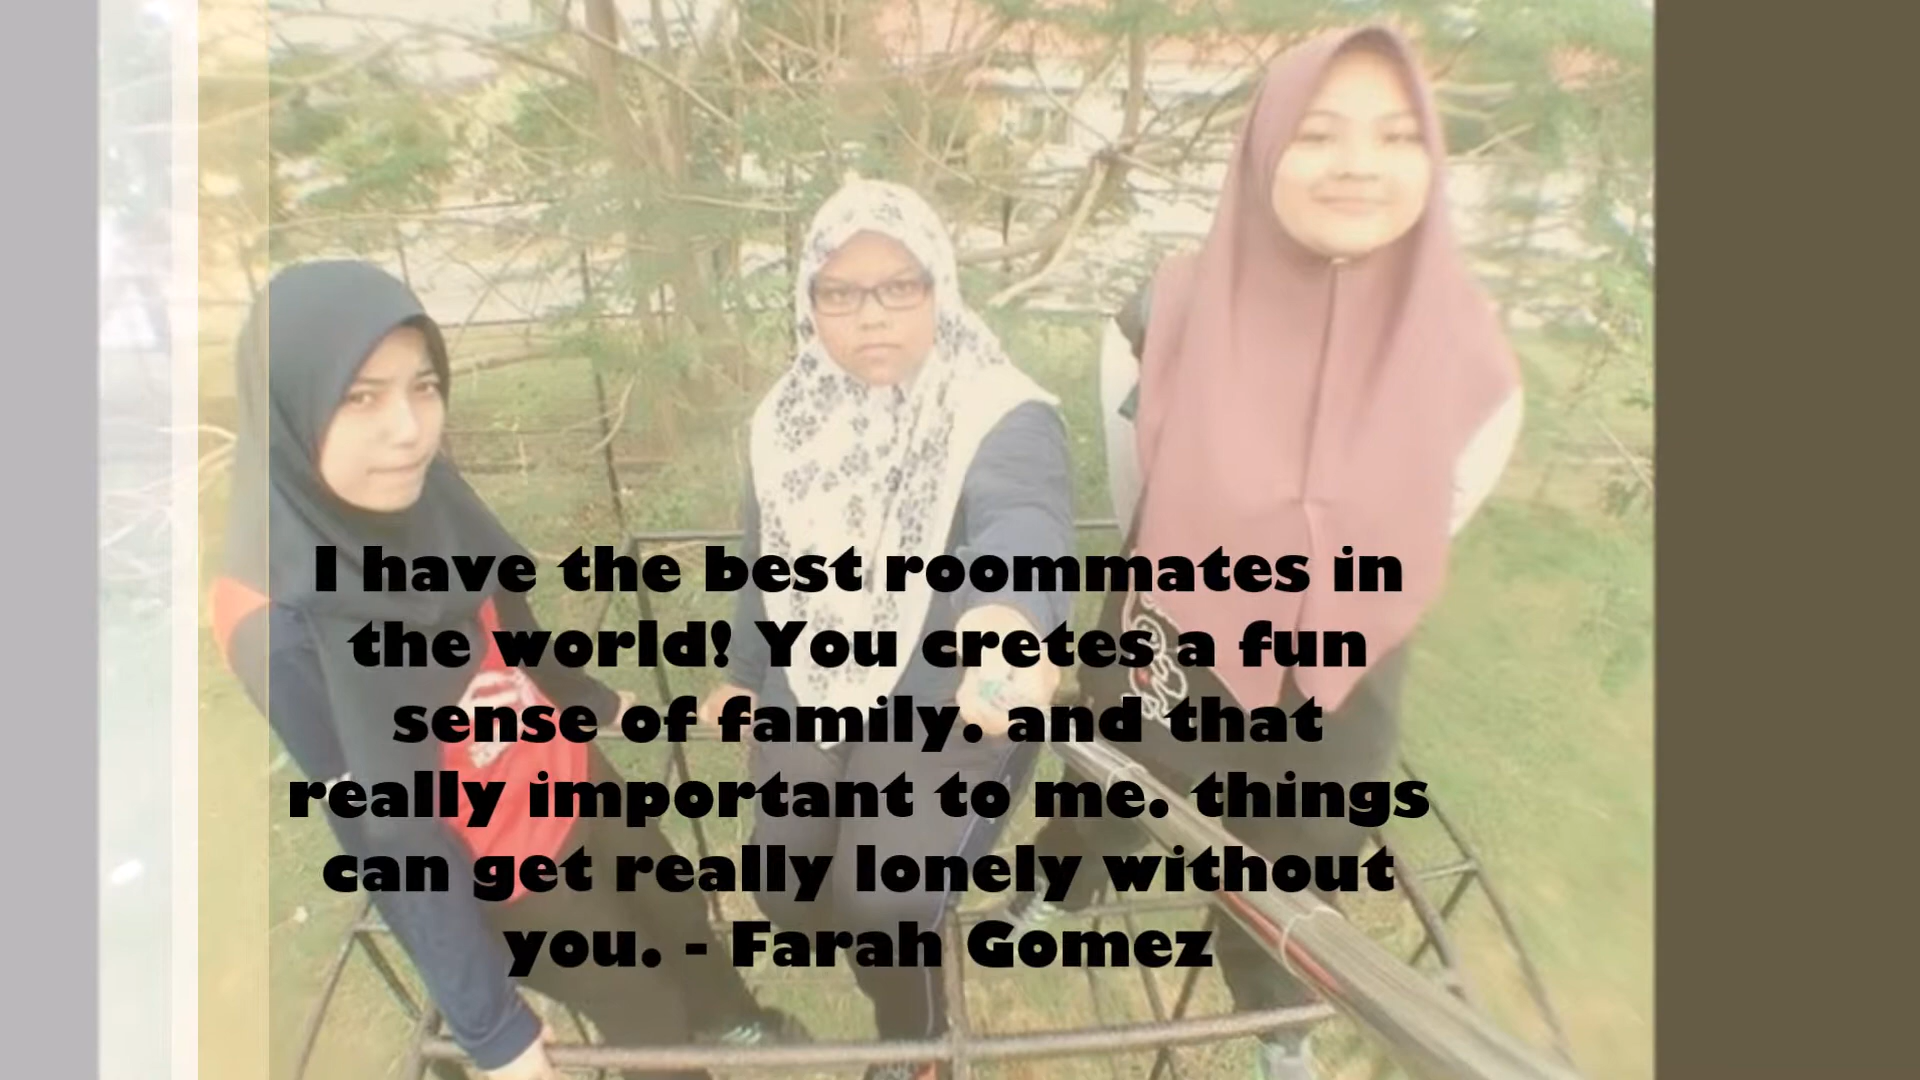 I have the best roommates in
the world! You cretes a fun
sense of family. and that
really important to me. things
can get really lonely without
you. - Farah Gomez